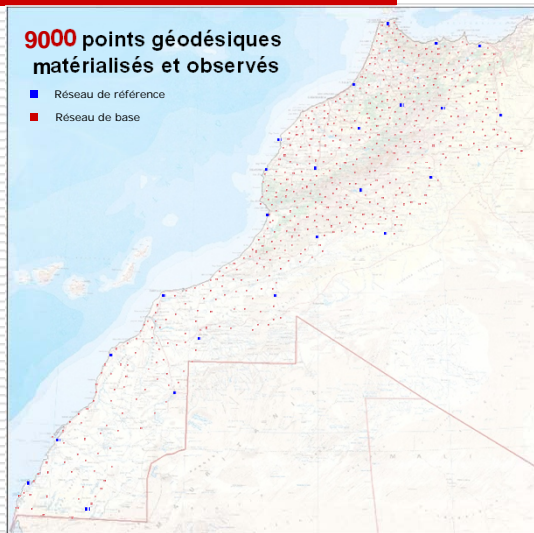 9000 points géodésiques
matérialisés et observés
Réseau de référence
Réseau de base